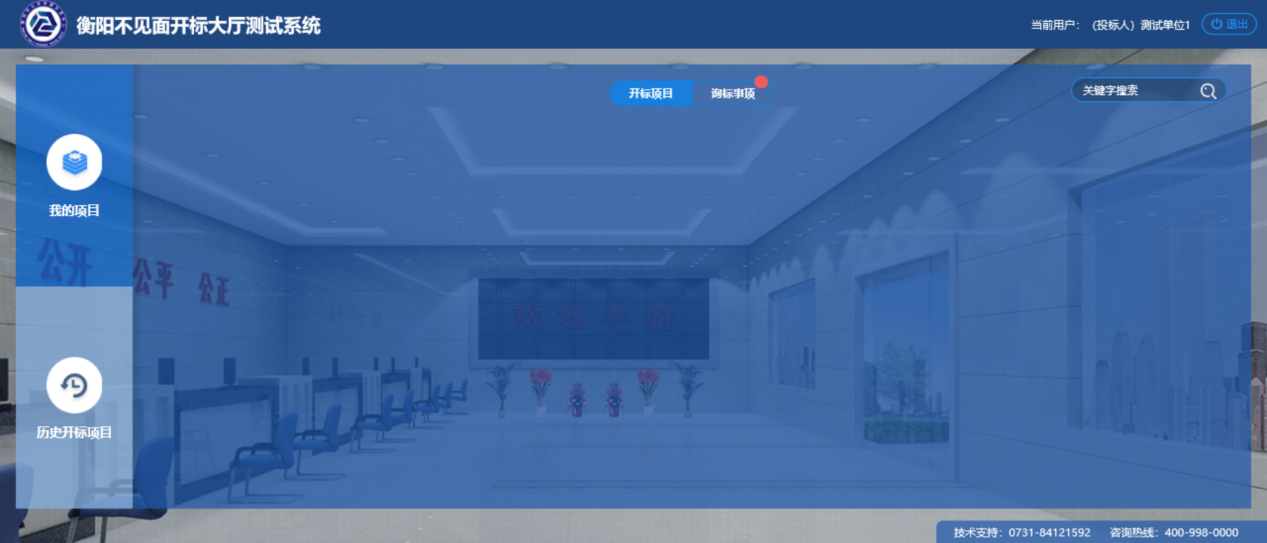 衡阳不见面开标大厅测试系统
当前用户： (投标人) 测试单位1
退出
开标项目
询标事项
关键字搜索
我的项目
公开
公平
公正
欢迎光临
历史开标项目
技术支持：0731-84121592 咨询热线：400-998-0000